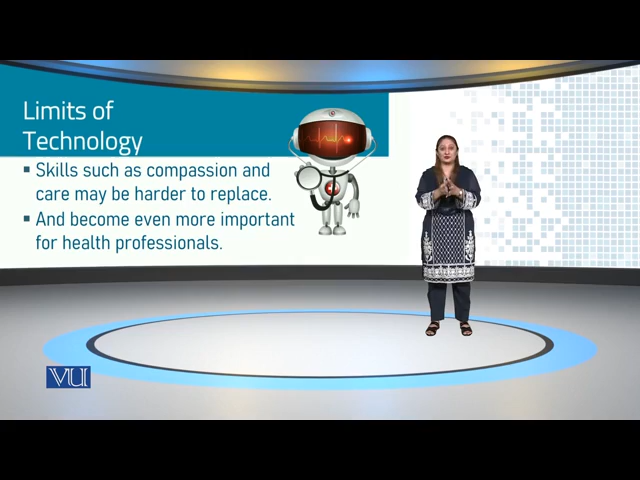 Limits of
Technology
▪ Skills such as compassion and
care may be harder to replace.
▪ And become even more important
for health professionals.
VU